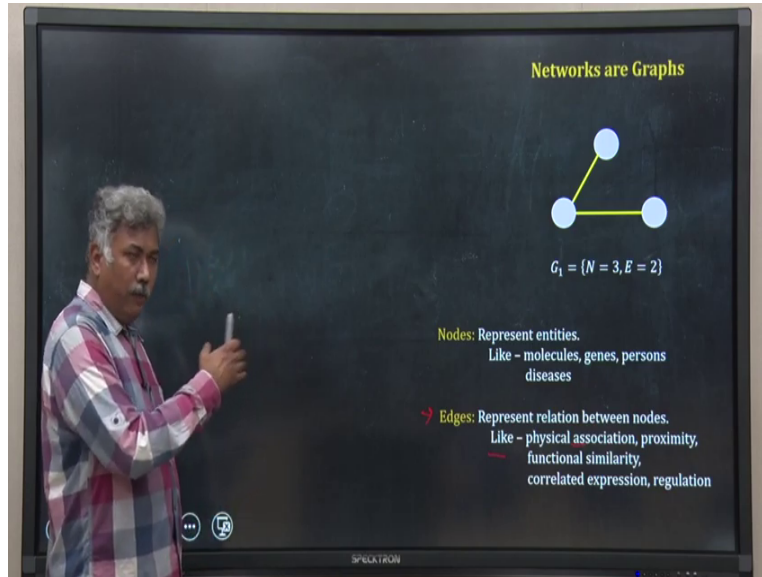 Networks are Graphs
G₁ = {N = 3, E = 2}
Nodes: Represent entities.
Like – molecules, genes, persons
diseases
Edges: Represent relation between nodes.
Like – physical association, proximity,
functional similarity,
correlated expression, regulation
SPECKTRON